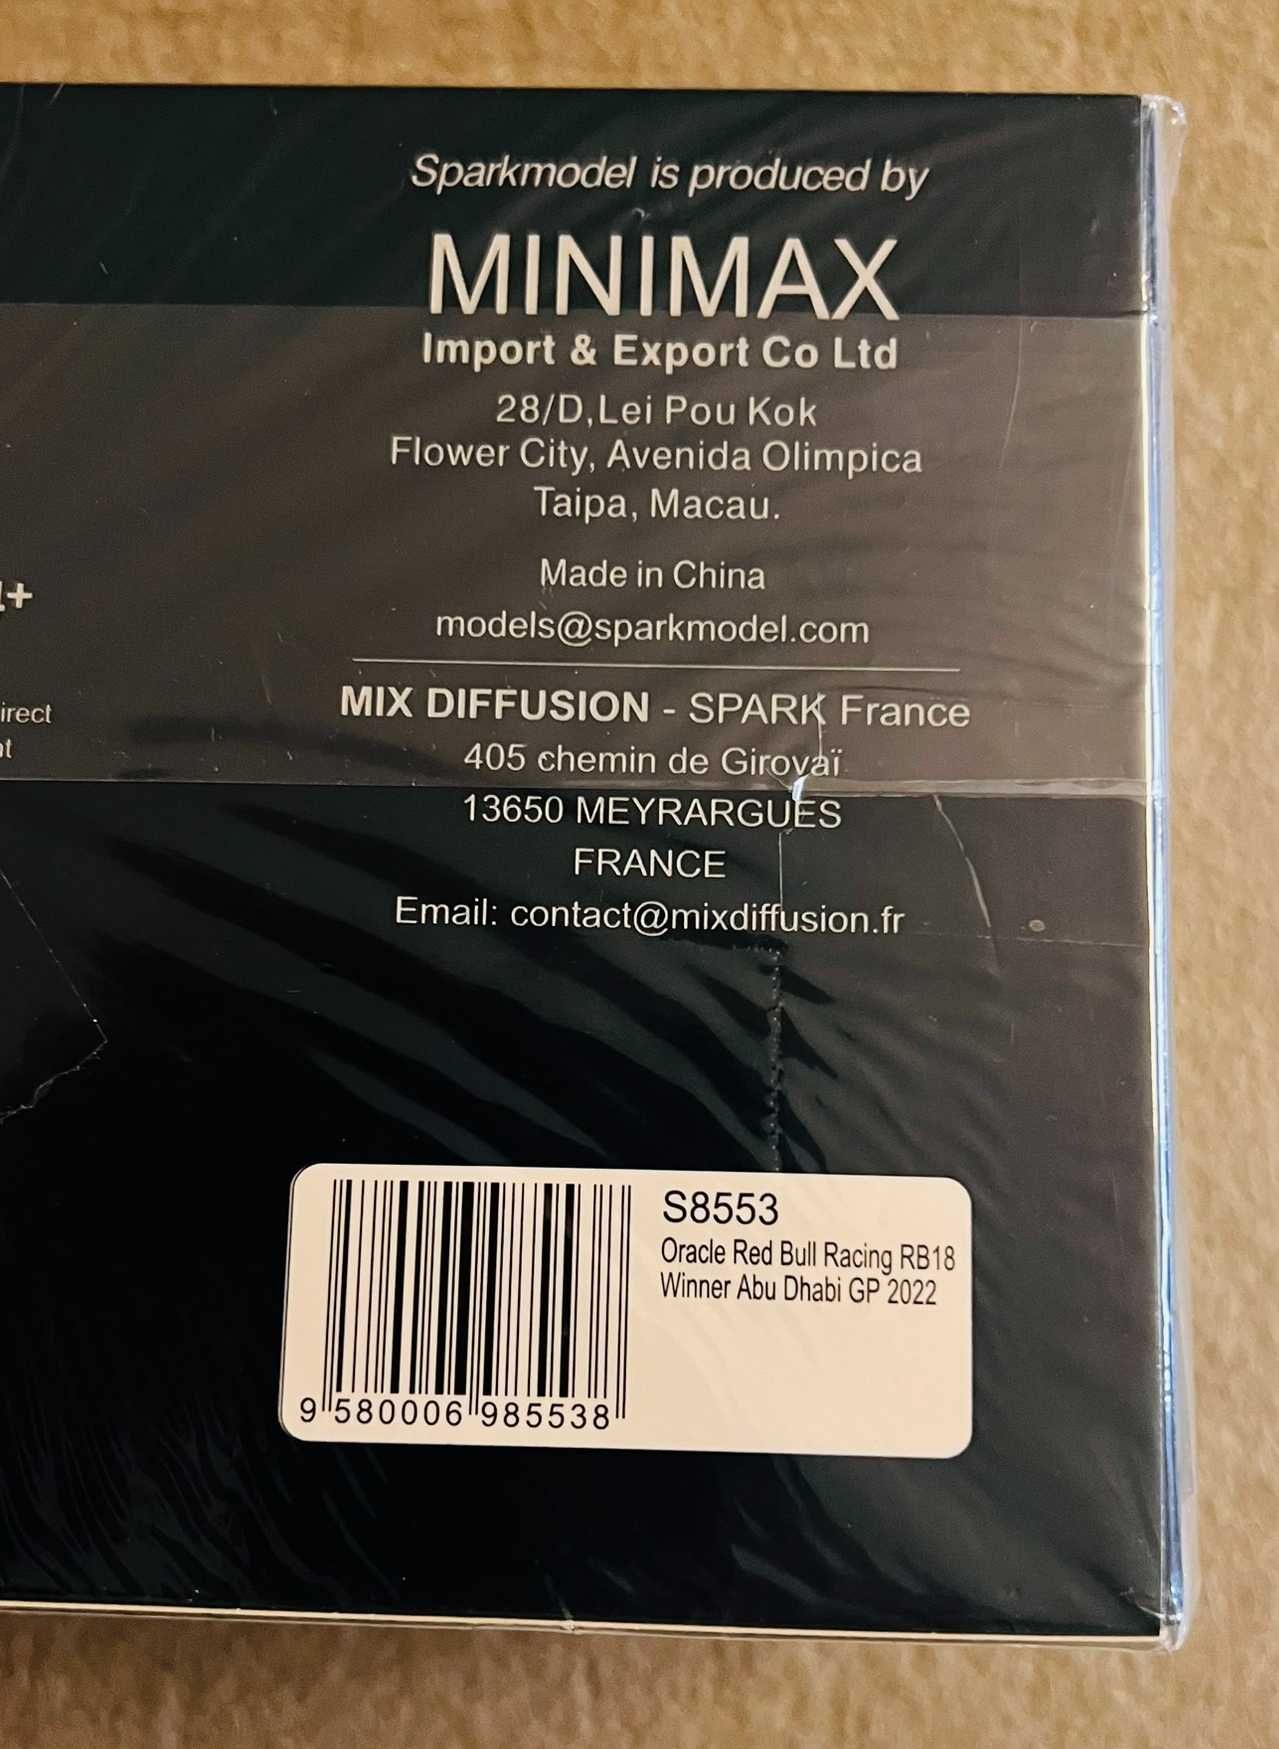 Sparkmodel is produced by
MINIMAX
Import & Export Co Ltd
28/D,Lei Pou Kok
Flower City, Avenida Olimpica
Taipa, Macau.
Made in China
models@sparkmodel.com
MIX DIFFUSION - SPARK France
405 chemin de Girovaï
13650 MEYRARGUES
FRANCE
Email: contact@mixdiffusion.fr
S8553
Oracle Red Bull Racing RB18
Winner Abu Dhabi GP 2022
9 580006 985538